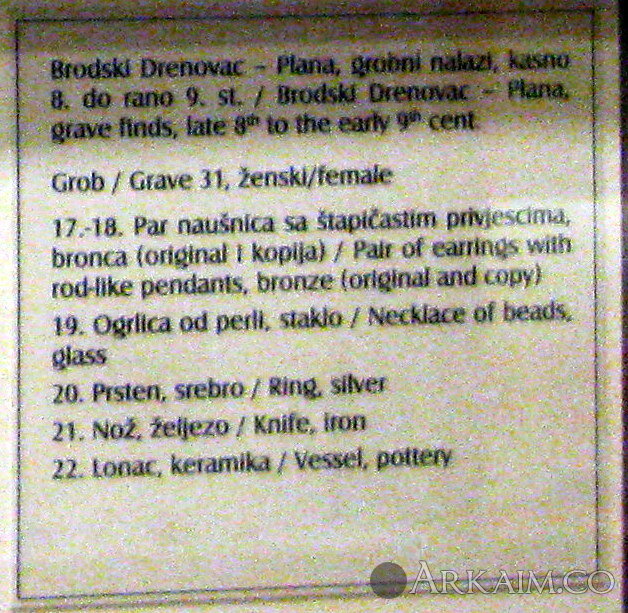 Brodski Drenovac – Plana, grobni nalazi, kasno
8. do rano 9. st. / Brodski Drenovac – Plana,
grave finds, late 8th to the early 9th cent.
Grob / Grave 31, ženski/female
17.-18. Par naušnica sa štapičastim privjescima,
bronca (original i kopija) / Pair of earrings with
rod-like pendants, bronze (original and copy)
19. Ogrlica od perli, staklo / Necklace of beads,
glass
20. Prsten, srebro / Ring, silver
21. Nož, željezo / Knife, iron
22. Lonac, keramika / Vessel, pottery
ARKAIM.CO